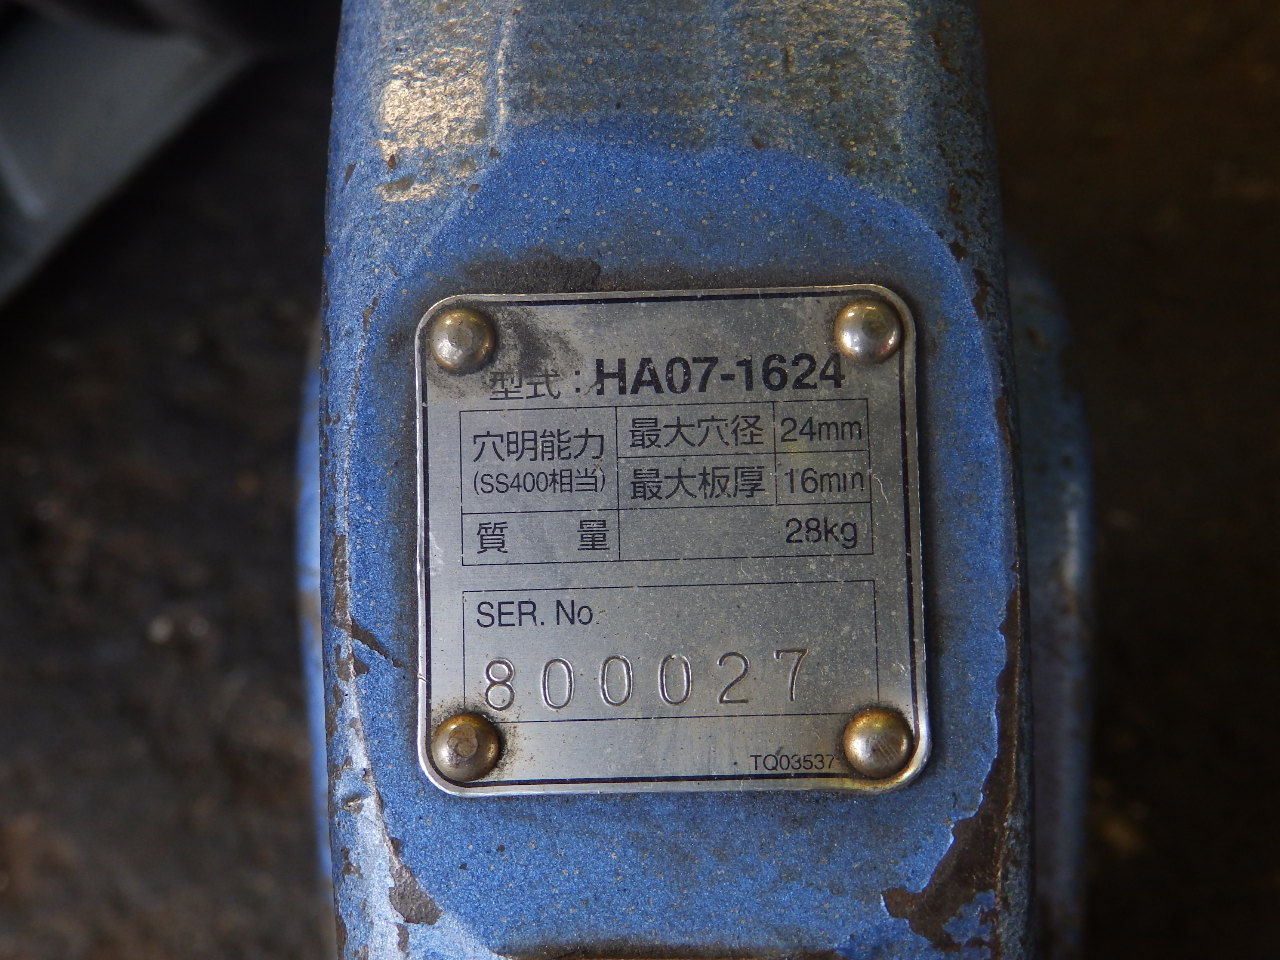 型式:HA07-1624
穴明能力 最大穴径 24mm
(SS400相当) 最大板厚 16mm
質量 28kg
SER. No.
800027
TQ03537